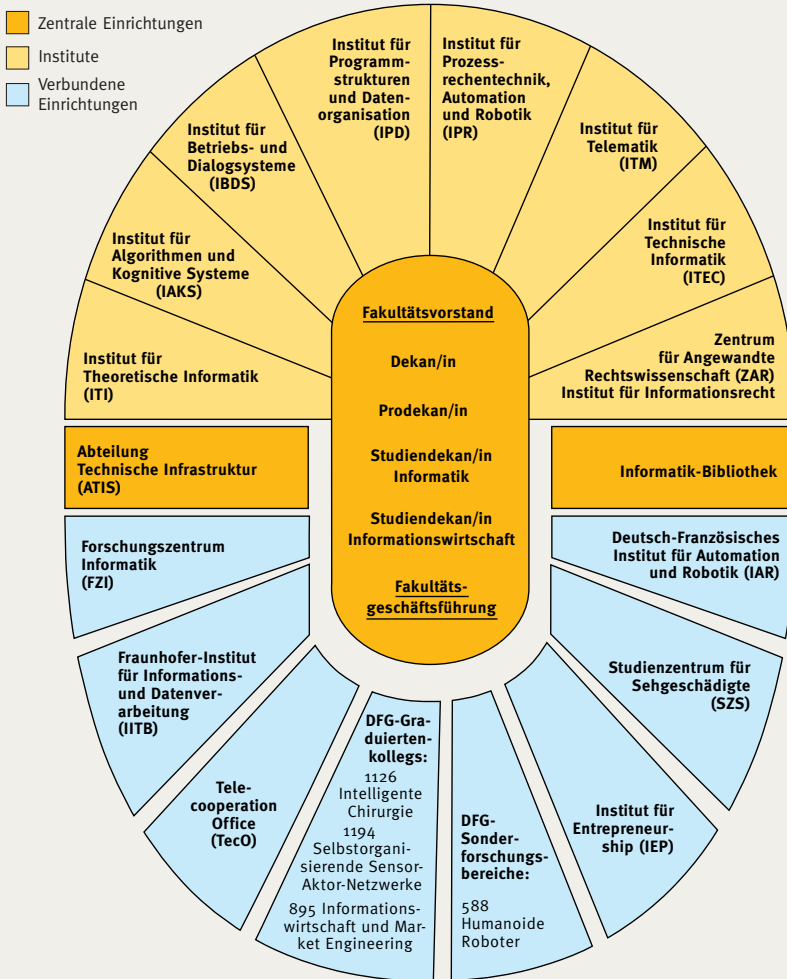 Zentrale Einrichtungen
Institute
Verbundene
Einrichtungen
Institut für
Theoretische Informatik
(ITI)
Institut für
Algorithmen und
Kognitive Systeme
(IAKS)
Institut für
Betriebs- und
Dialogsysteme
(IBDS)
Institut für
Programm-
strukturen
und Daten-
organisation
(IPD)
Institut für
Prozess-
rechentechnik,
Automation
und Robotik
(IPR)
Institut für
Telematik
(ITM)
Institut für
Technische
Informatik
(ITEC)
Zentrum
für Angewandte
Rechtswissenschaft (ZAR)
Institut für Informationsrecht
Fakultätsvorstand
Dekan/in
Prodekan/in
Studiendekan/in
Informatik
Studiendekan/in
Informationswirtschaft
Fakultäts-
geschäftsführung
Abteilung
Technische Infrastruktur
(ATIS)
Informatik-Bibliothek
Forschungszentrum
Informatik
(FZI)
Fraunhofer-Institut
für Informations-
und Datenver-
arbeitung
(IITB)
Tele-
cooperation
Office
(TecO)
DFG-Gra-
duierten-
kollegs:
1126
Intelligente
Chirurgie
1194
Selbstorgani-
sierende Sensor-
Aktor-Netzwerke
895 Informations-
wirtschaft und Mar-
ket Engineering
DFG-
Sonder-
forschungs-
bereiche:
588
Humanoide
Roboter
Institut für
Entrepreneur-
ship (IEP)
Studienzentrum für
Sehgeschädigte
(SZS)
Deutsch-Französisches
Institut für Automation
und Robotik (IAR)